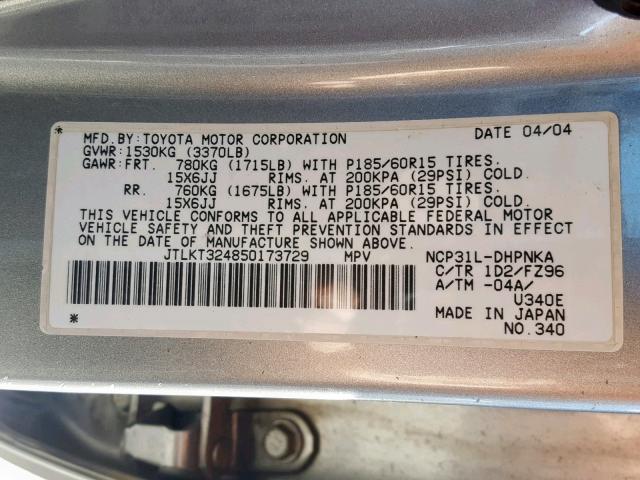 MFD.BY:TOYOTA MOTOR CORPORATION DATE 04/04
GVWR:1530KG (3370LB)
GAWR:FRT. 780KG (1715LB) WITH P185/60R15 TIRES.
15X6JJ RIMS. AT 200KPA (29PSI) COLD.
RR. 760KG (1675LB) WITH P185/60R15 TIRES.
15X6JJ RIMS. AT 200KPA (29PSI) COLD.
THIS VEHICLE CONFORMS TO ALL APPLICABLE FEDERAL MOTOR
VEHICLE SAFETY AND THEFT PREVENTION STANDARDS IN EFFECT
ON THE DATE OF MANUFACTURE SHOWN ABOVE.
JTLKT324850173729 MPV NCP31L-DHPNKA
C/TR 1D2/FZ96
A/TM -04A/
U340E
MADE IN JAPAN
NO.340